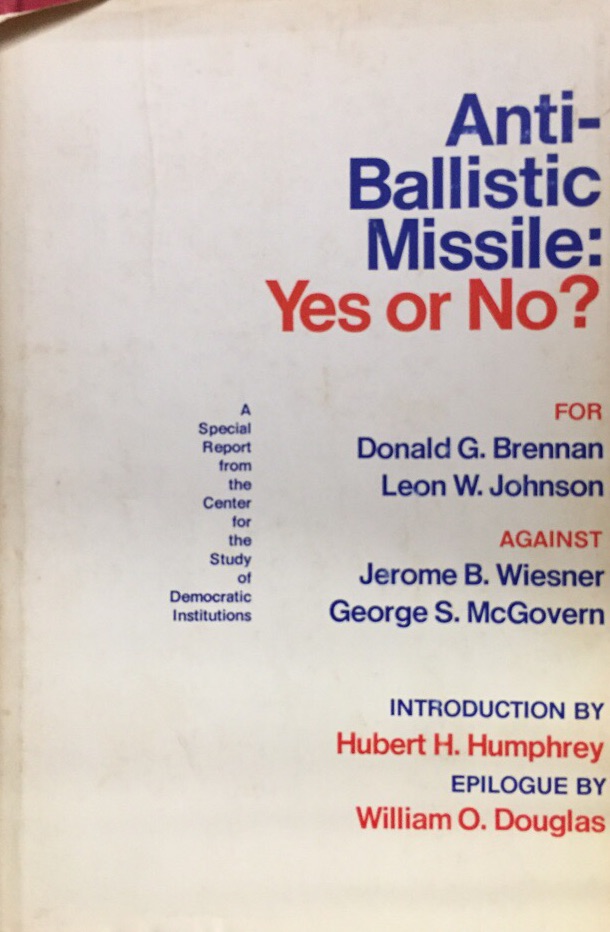 Anti-
Ballistic
Missile:
Yes or No?
A
Special
Report
from
the
Center
for
the
Study
of
Democratic
Institutions
FOR
Donald G. Brennan
Leon W. Johnson
AGAINST
Jerome B. Wiesner
George S. McGovern
INTRODUCTION BY
Hubert H. Humphrey
EPILOGUE BY
William O. Douglas